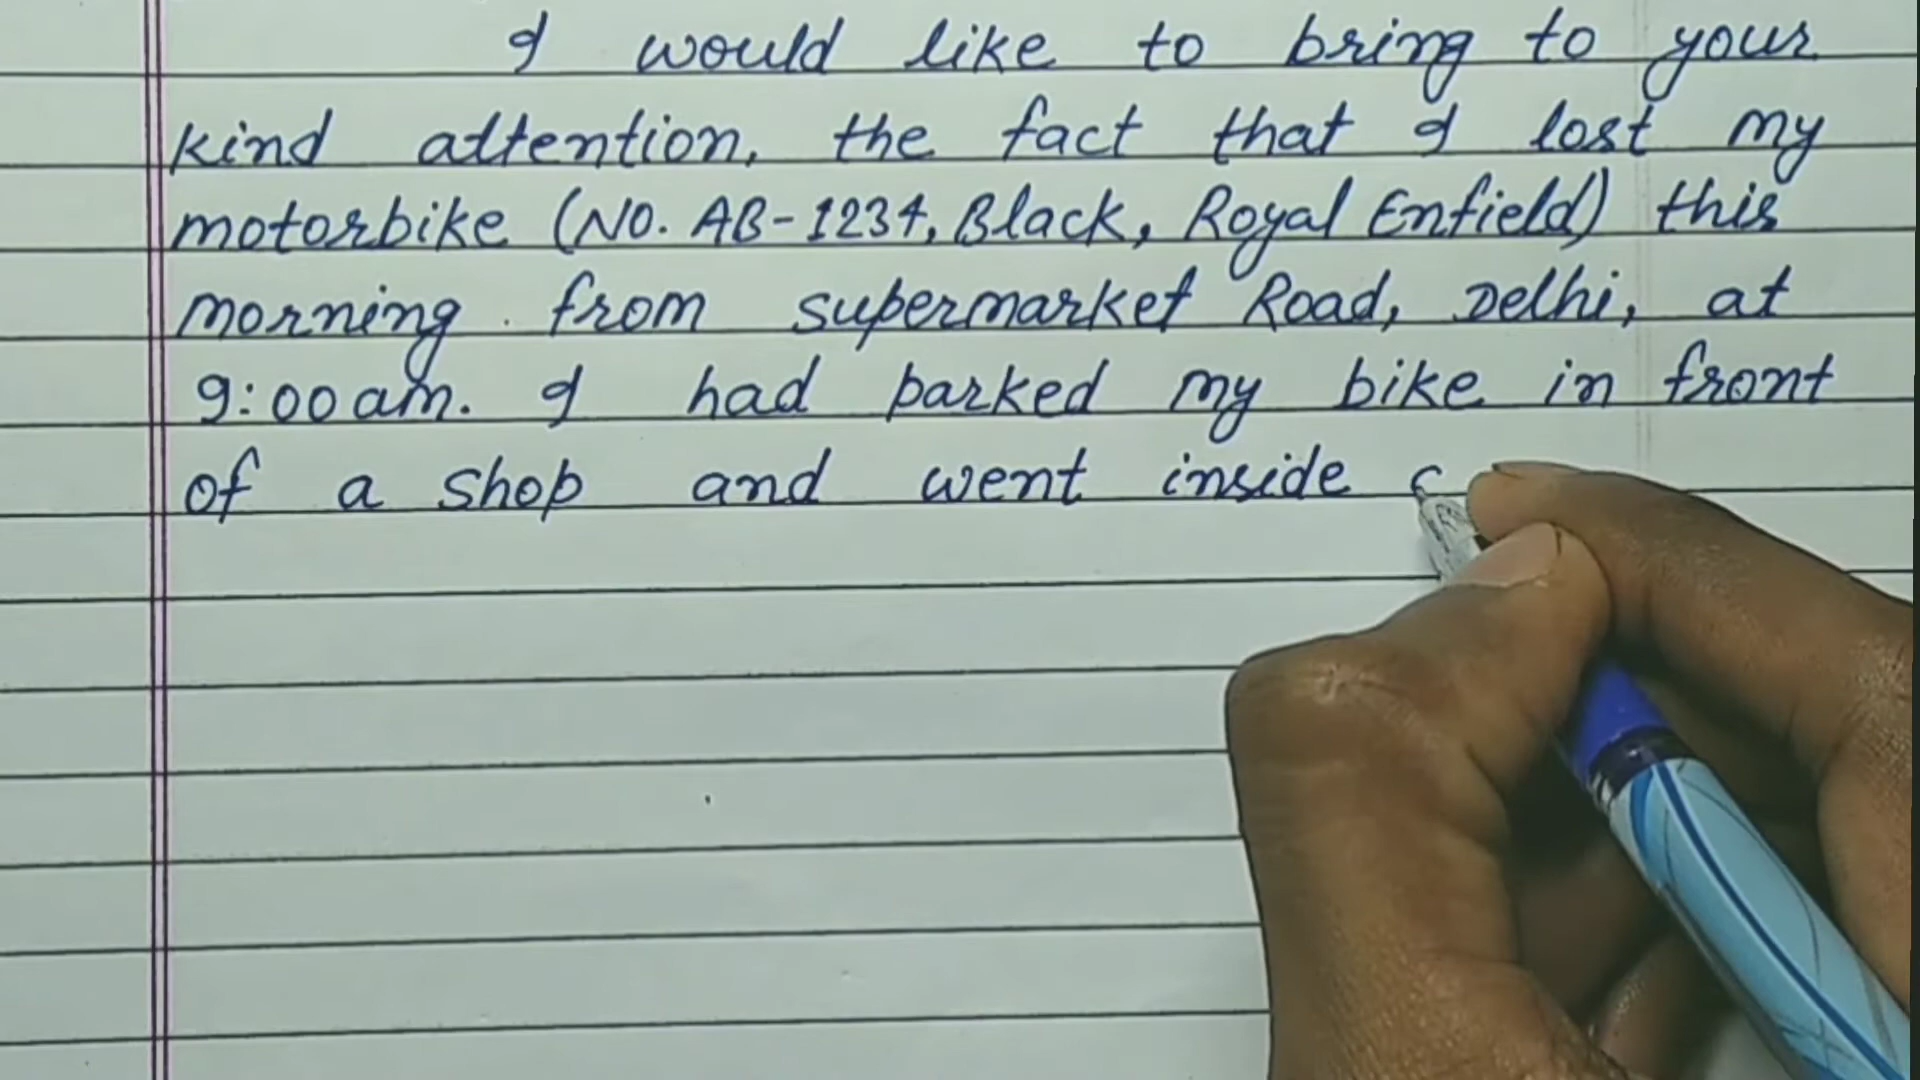 I would like to bring to your
kind attention, the fact that I lost my
motorbike (NO. AB-1234, Black, Royal Enfield) this
morning from supermarket Road, Delhi, at
9:00 am. I had parked my bike in front
of a shop and went inside